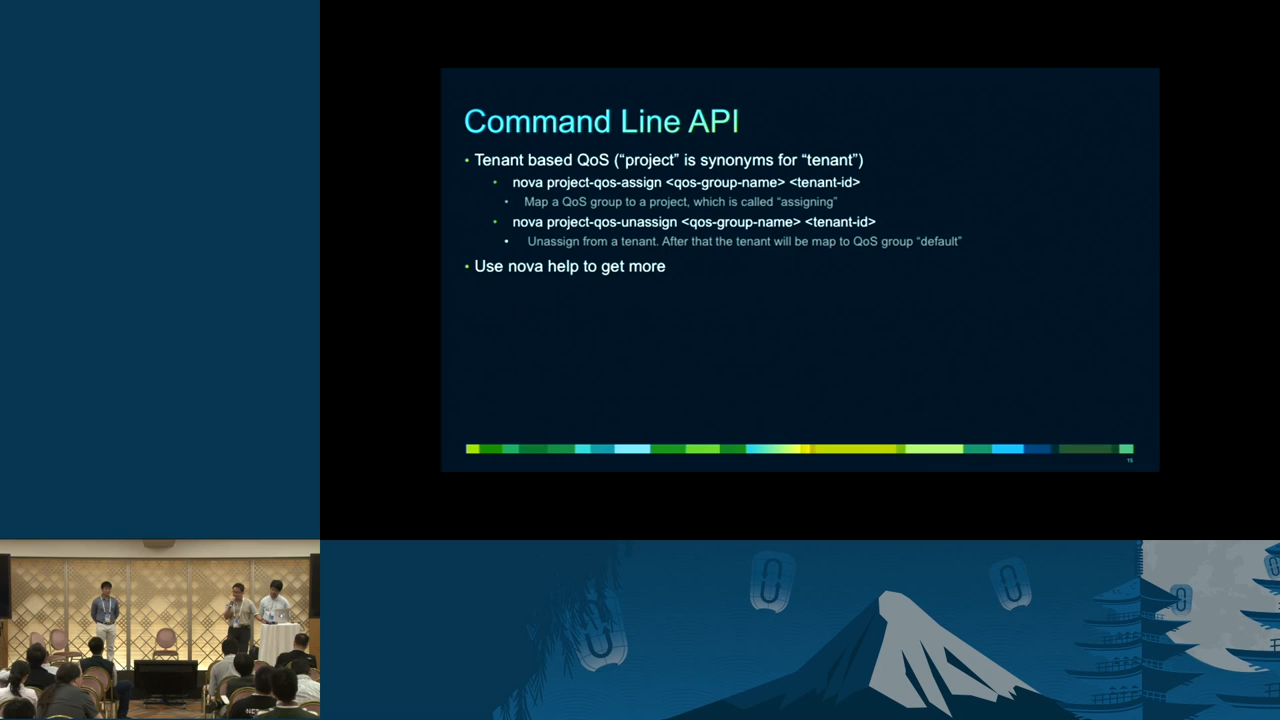 Command Line API
• Tenant based QoS (“project” is synonyms for “tenant”)
• nova project-qos-assign <qos-group-name> <tenant-id>
• Map a QoS group to a project, which is called “assigning”
• nova project-qos-unassign <qos-group-name> <tenant-id>
• Unassign from a tenant. After that the tenant will be map to QoS group “default”
• Use nova help to get more
15